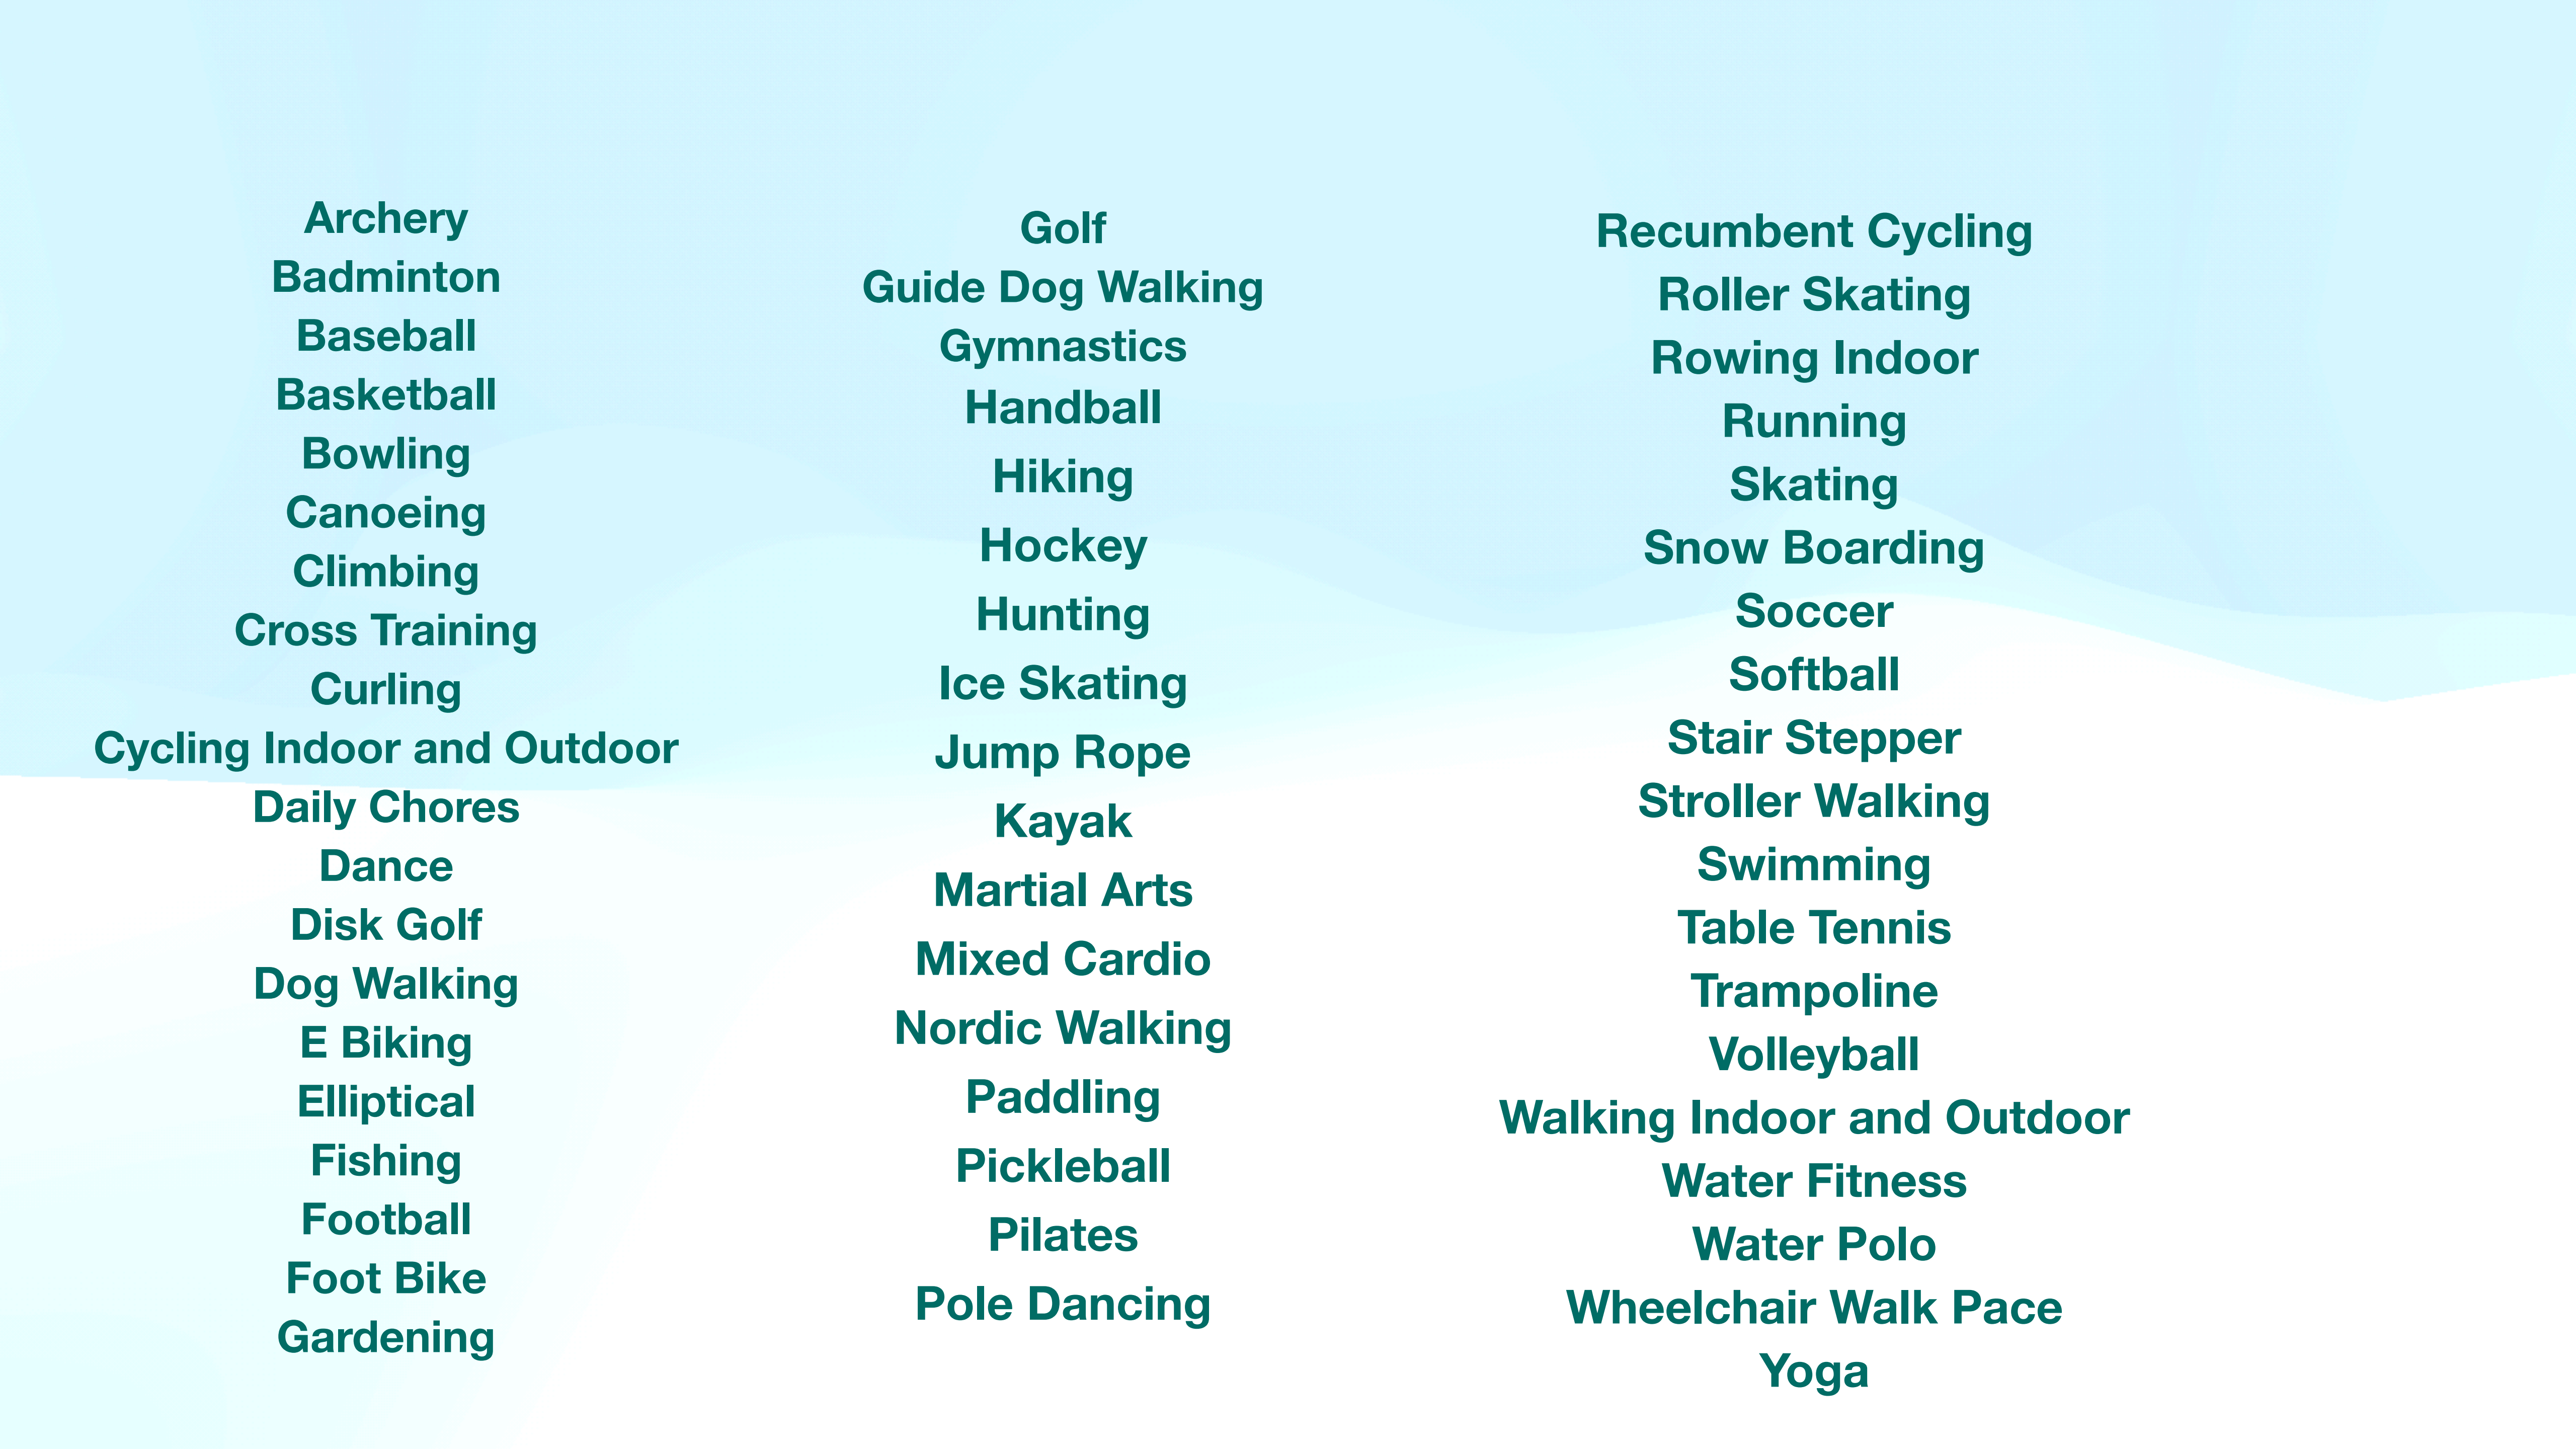 Archery
Badminton
Baseball
Basketball
Bowling
Canoeing
Climbing
Cross Training
Curling
Cycling Indoor and Outdoor
Daily Chores
Dance
Disk Golf
Dog Walking
E Biking
Elliptical
Fishing
Football
Foot Bike
Gardening
Golf
Guide Dog Walking
Gymnastics
Handball
Hiking
Hockey
Hunting
Ice Skating
Jump Rope
Kayak
Martial Arts
Mixed Cardio
Nordic Walking
Paddling
Pickleball
Pilates
Pole Dancing
Recumbent Cycling
Roller Skating
Rowing Indoor
Running
Skating
Snow Boarding
Soccer
Softball
Stair Stepper
Stroller Walking
Swimming
Table Tennis
Trampoline
Volleyball
Walking Indoor and Outdoor
Water Fitness
Water Polo
Wheelchair Walk Pace
Yoga